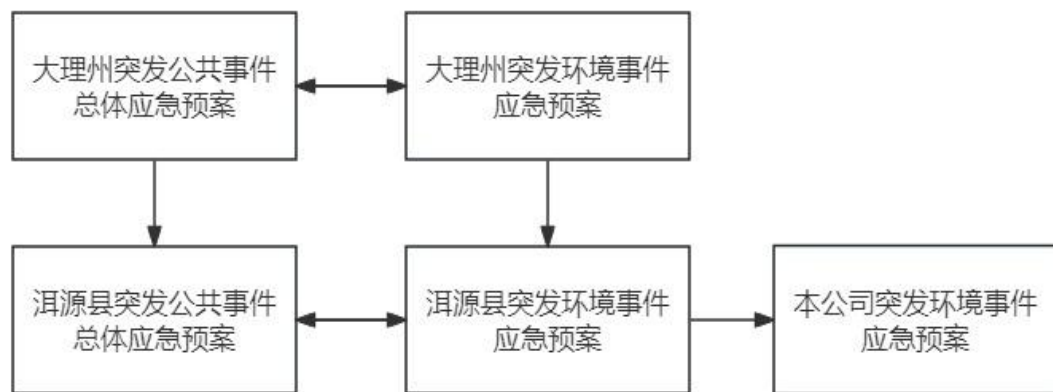 大理州突发公共事件
总体应急预案
大理州突发环境事件
应急预案
洱源县突发公共事件
总体应急预案
洱源县突发环境事件
应急预案
本公司突发环境事件
应急预案